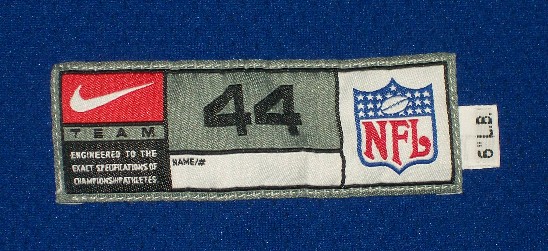 TEAM
ENGINEERED TO THE
EXACT SPECIFICATIONS OF
CHAMPIONSHIP ATHLETES
44
NAME/#
NFL
6" LB